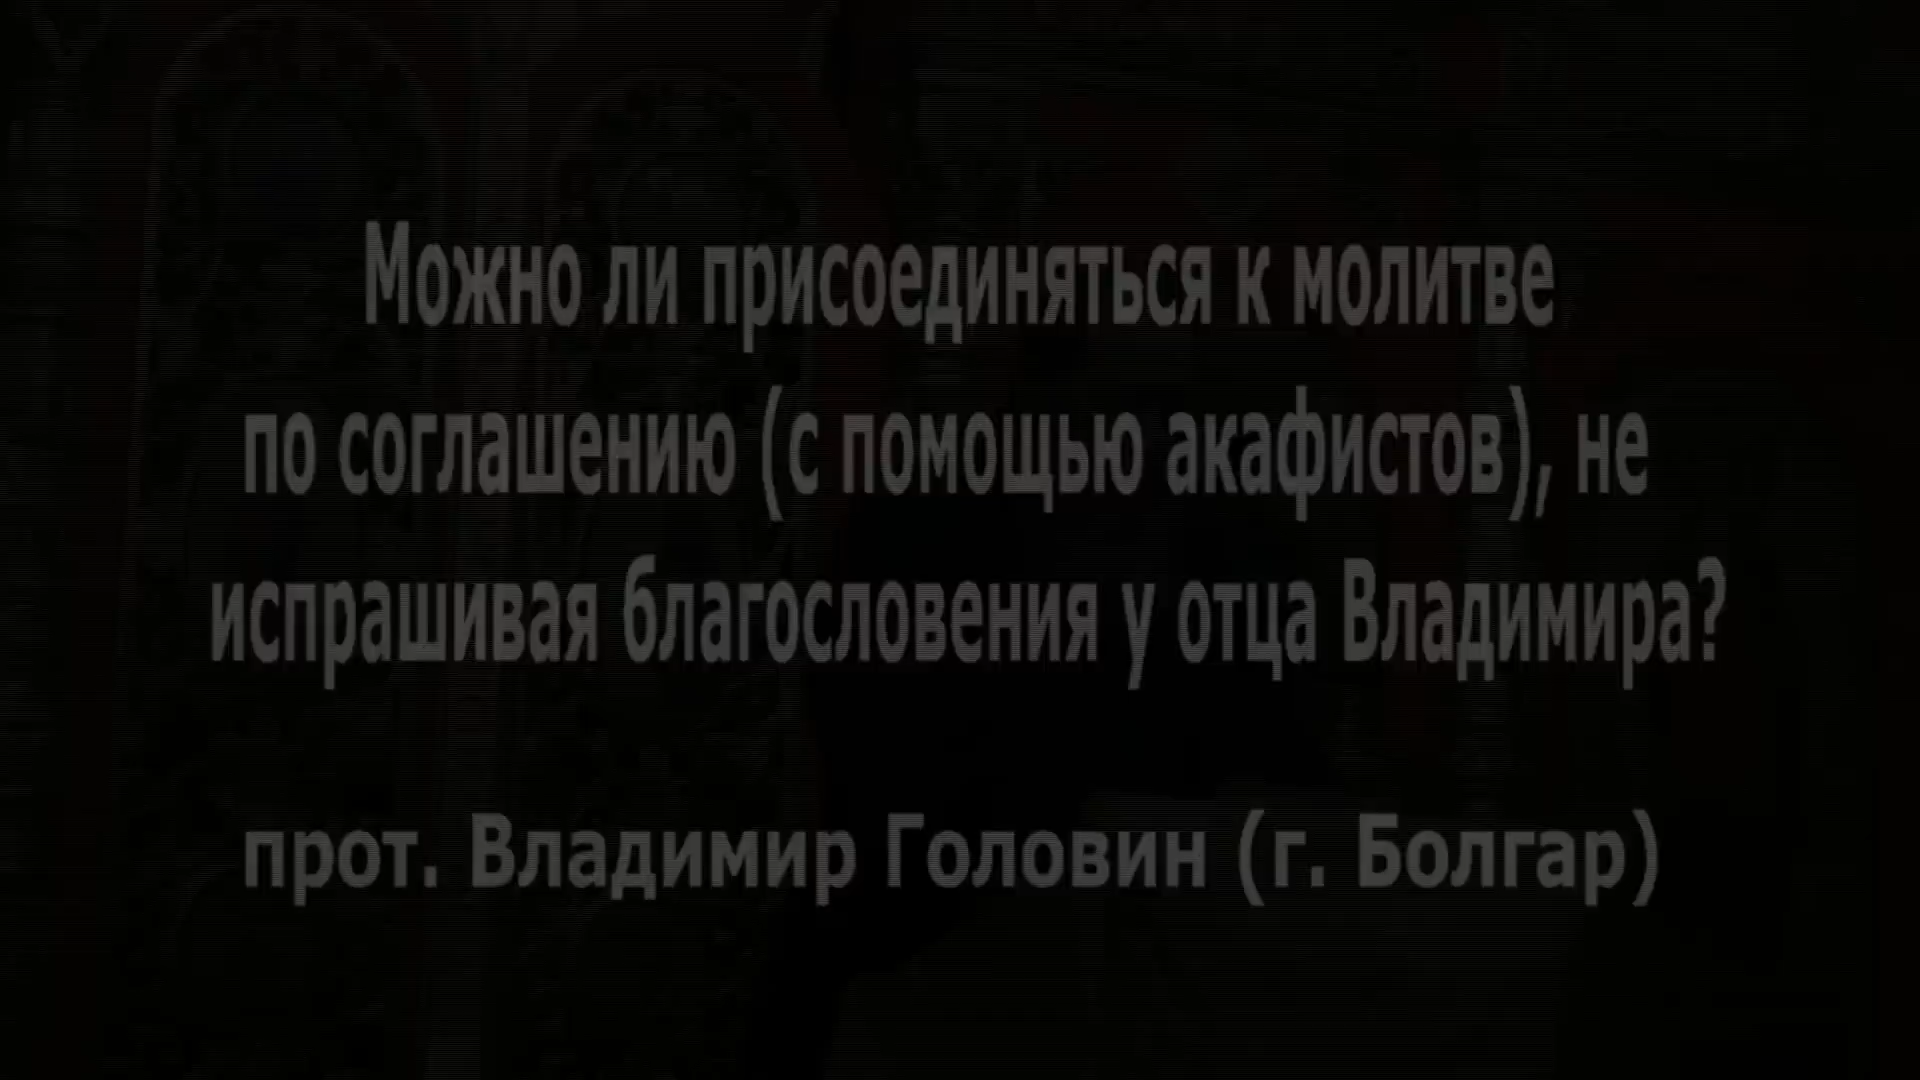 Можно ли присоединяться к молитве
по соглашению (с помощью акафистов), не
испрашивая благословения у отца Владимира?
прот. Владимир Головин (г. Болгар)